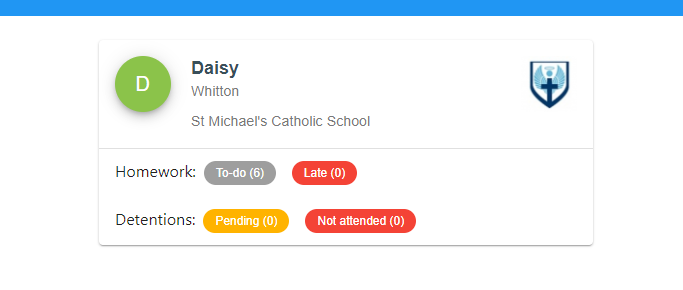 D
Daisy
Whitton
St Michael's Catholic School
Homework: To-do (6) Late (0)
Detentions: Pending (0) Not attended (0)